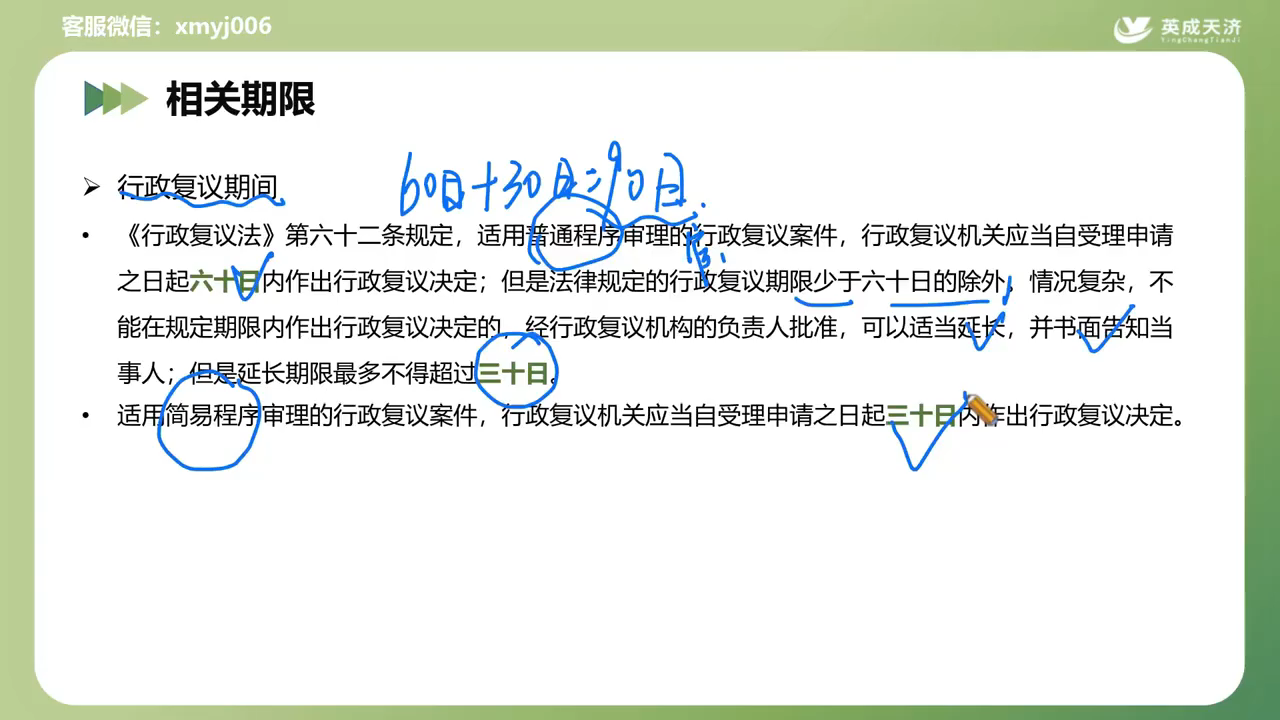 客服微信：xmyj006
英成天济
YingChengTianJi
相关期限
行政复议期间
60日+30日=90日.
《行政复议法》第六十二条规定，适用普通程序审理的行政复议案件，行政复议机关应当自受理申请
之日起六十日内作出行政复议决定；但是法律规定的行政复议期限少于六十日的除外。情况复杂，不
能在规定期限内作出行政复议决定的，经行政复议机构的负责人批准，可以适当延长，并书面告知当
事人；但是延长期限最多不得超过三十日。
适用简易程序审理的行政复议案件，行政复议机关应当自受理申请之日起三十日内作出行政复议决定。